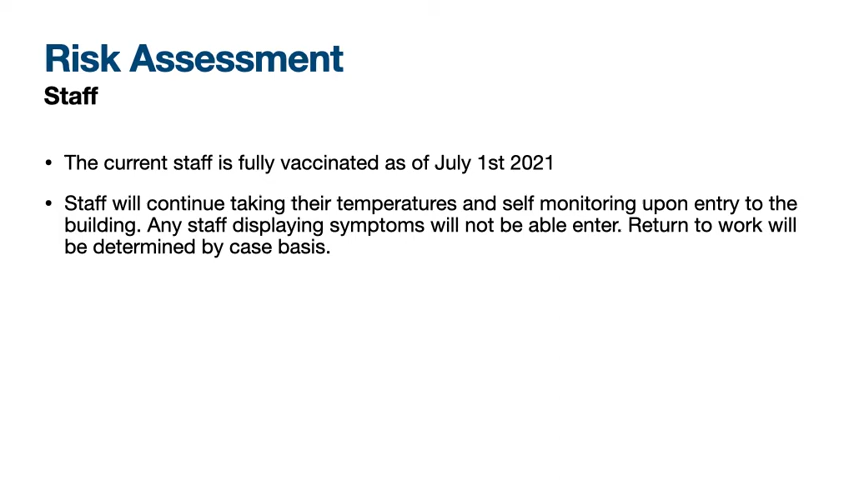 Risk Assessment
Staff
• The current staff is fully vaccinated as of July 1st 2021
• Staff will continue taking their temperatures and self monitoring upon entry to the
building. Any staff displaying symptoms will not be able enter. Return to work will
be determined by case basis.